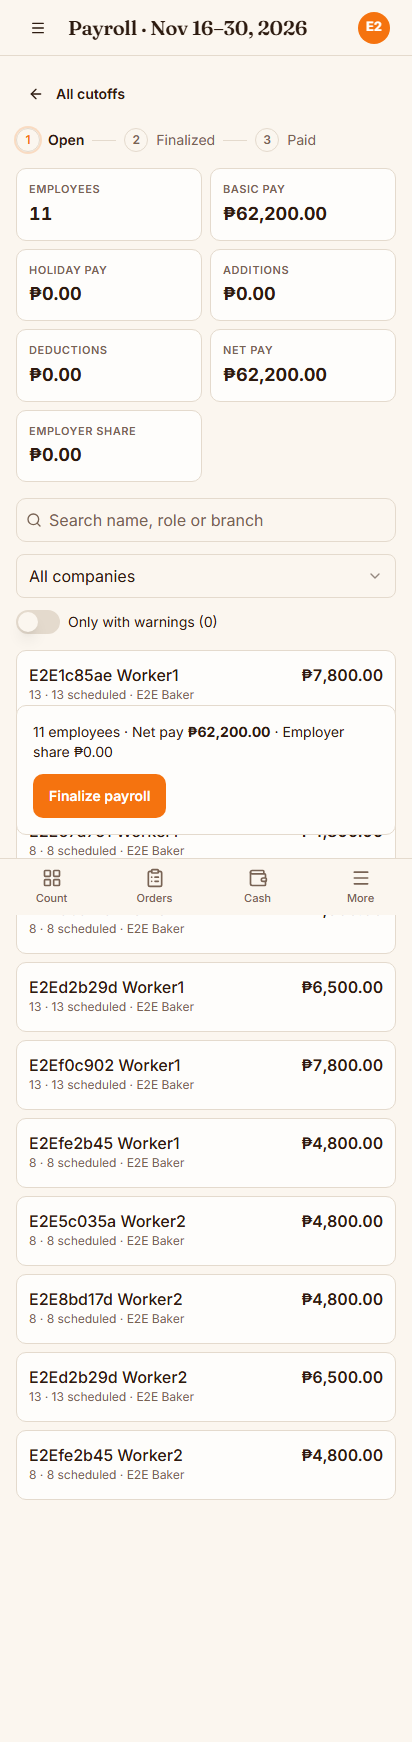 Payroll · Nov 16–30, 2026
E2
All cutoffs
1 Open
2 Finalized
3 Paid
EMPLOYEES
11
BASIC PAY
₱62,200.00
HOLIDAY PAY
₱0.00
ADDITIONS
₱0.00
DEDUCTIONS
₱0.00
NET PAY
₱62,200.00
EMPLOYER SHARE
₱0.00
Search name, role or branch
All companies
Only with warnings (0)
E2E1c85ae Worker1 ₱7,800.00
13 · 13 scheduled · E2E Baker
11 employees · Net pay ₱62,200.00 · Employer
share ₱0.00
Finalize payroll
8 · 8 scheduled · E2E Baker
Count
Orders
Cash
More
8 · 8 scheduled · E2E Baker
E2Ed2b29d Worker1 ₱6,500.00
13 · 13 scheduled · E2E Baker
E2Ef0c902 Worker1 ₱7,800.00
13 · 13 scheduled · E2E Baker
E2Efe2b45 Worker1 ₱4,800.00
8 · 8 scheduled · E2E Baker
E2E5c035a Worker2 ₱4,800.00
8 · 8 scheduled · E2E Baker
E2E8bd17d Worker2 ₱4,800.00
8 · 8 scheduled · E2E Baker
E2Ed2b29d Worker2 ₱6,500.00
13 · 13 scheduled · E2E Baker
E2Efe2b45 Worker2 ₱4,800.00
8 · 8 scheduled · E2E Baker